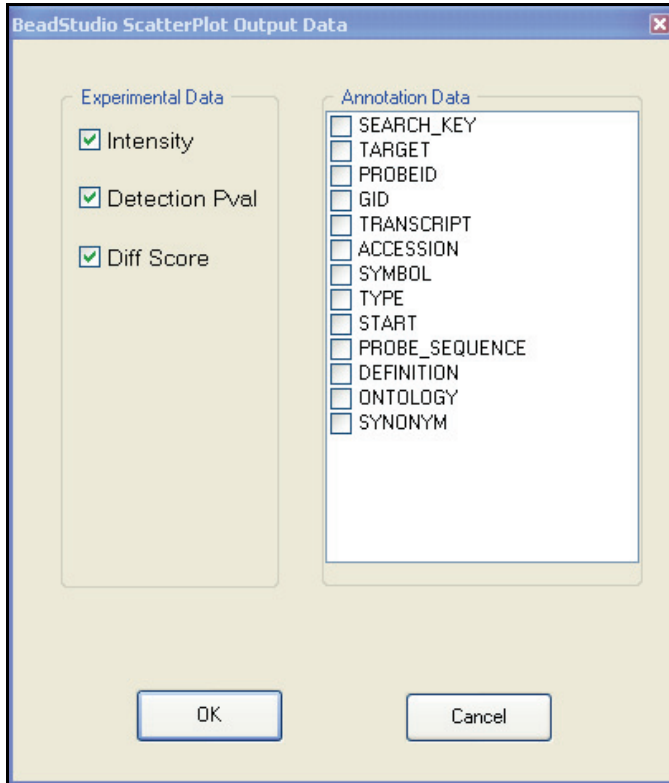 BeadStudio ScatterPlot Output Data
Experimental Data
Intensity
Detection Pval
Diff Score
Annotation Data
SEARCH_KEY
TARGET
PROBEID
GID
TRANSCRIPT
ACCESSION
SYMBOL
TYPE
START
PROBE_SEQUENCE
DEFINITION
ONTOLOGY
SYNONYM
OK
Cancel